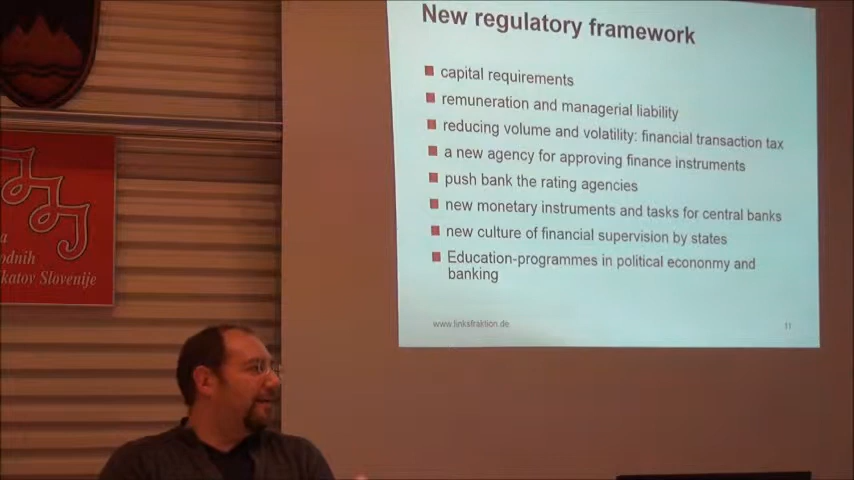 New regulatory framework
capital requirements
remuneration and managerial liability
reducing volume and volatility: financial transaction tax
a new agency for approving finance instruments
push bank the rating agencies
new monetary instruments and tasks for central banks
new culture of financial supervision by states
Education-programmes in political econonmy and
banking
www.linksfraktion.de
11
a
odnih
katov Slovenije